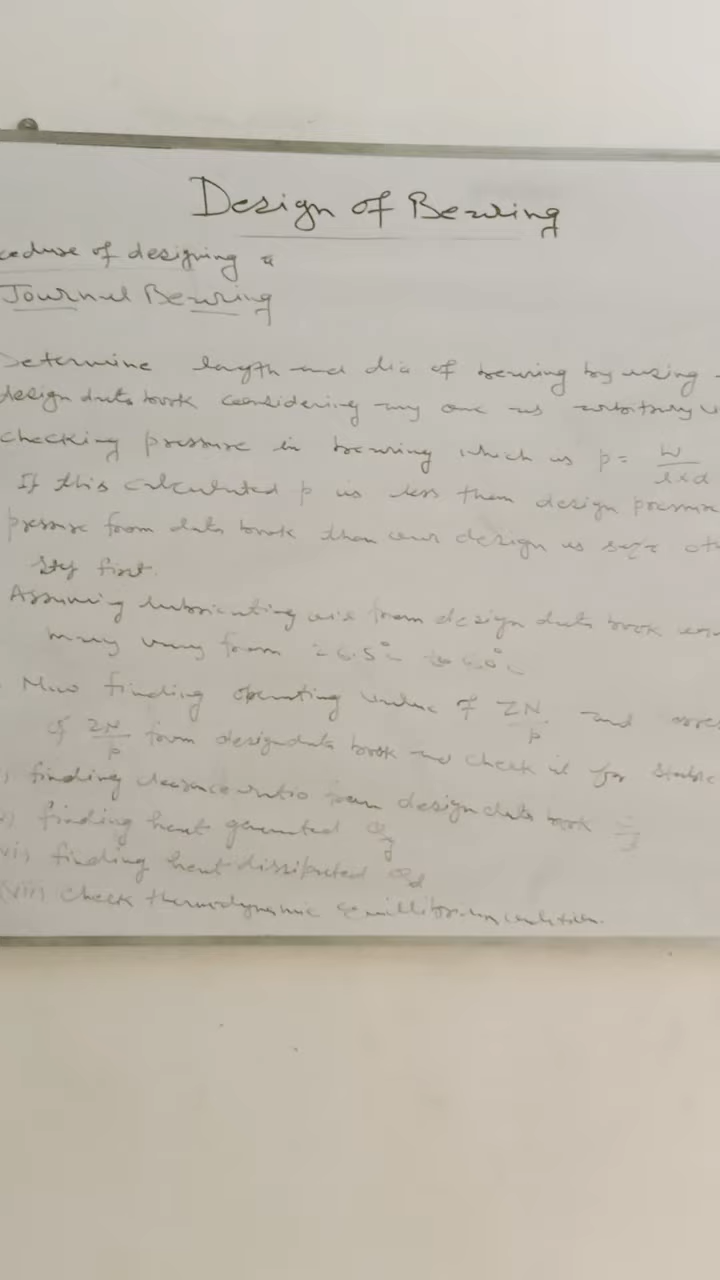 Design of Bearing
cedure of designing a
Journal Bearing
Determine length and dia of bearing by using
design data book considering any one as arbitrary
checking pressure in bearing which is p = W / l×d
If this calculated p is less then design pressure
pressure from data book then our design is safe
step first.
Assuming lubricating oil from design data book
may vary from to
Now finding operating value of ZN/p and
of ZN/p from design data book and check it for stable
finding clearance ratio from design data book
finding heat generated Qg
vii) finding heat dissipated Qd
(viii) check thermodynamic equillibrium condition.